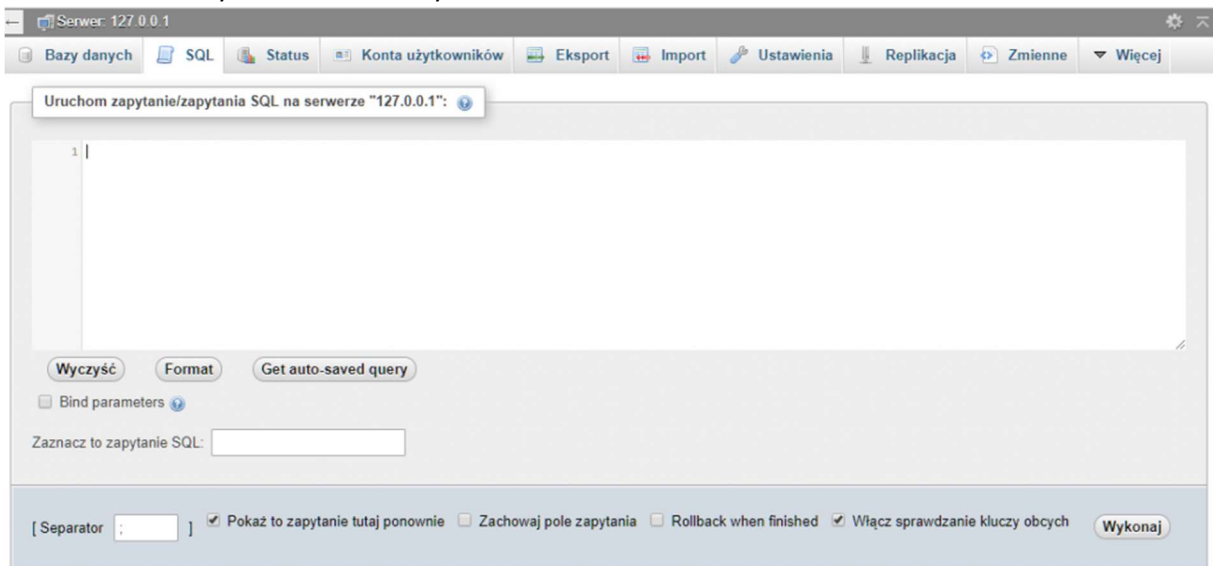 Serwer: 127.0.0.1
Bazy danych SQL Status Konta użytkowników Eksport Import Ustawienia Replikacja Zmienne Więcej
Uruchom zapytanie/zapytania SQL na serwerze "127.0.0.1":
1
Wyczyść Format Get auto-saved query
Bind parameters
Zaznacz to zapytanie SQL:
[ Separator ; ] Pokaż to zapytanie tutaj ponownie Zachowaj pole zapytania Rollback when finished Włącz sprawdzanie kluczy obcych Wykonaj